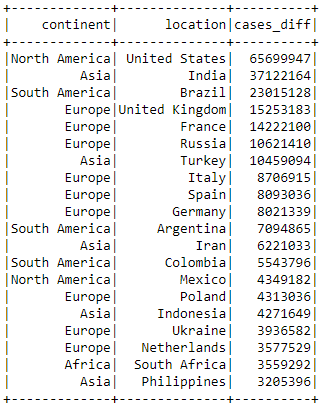 +-------------+--------------+----------+
|    continent|      location|cases_diff|
+-------------+--------------+----------+
|North America| United States|  65699947|
|         Asia|         India|  37122164|
|South America|        Brazil|  23015128|
|       Europe|United Kingdom|  15253183|
|       Europe|        France|  14222100|
|       Europe|        Russia|  10621410|
|         Asia|        Turkey|  10459094|
|       Europe|         Italy|   8706915|
|       Europe|         Spain|   8093036|
|       Europe|       Germany|   8021339|
|South America|     Argentina|   7094865|
|         Asia|          Iran|   6221033|
|South America|      Colombia|   5543796|
|North America|        Mexico|   4349182|
|       Europe|        Poland|   4313036|
|         Asia|     Indonesia|   4271649|
|       Europe|       Ukraine|   3936582|
|       Europe|   Netherlands|   3577529|
|       Africa|  South Africa|   3559292|
|         Asia|   Philippines|   3205396|
+-------------+--------------+----------+